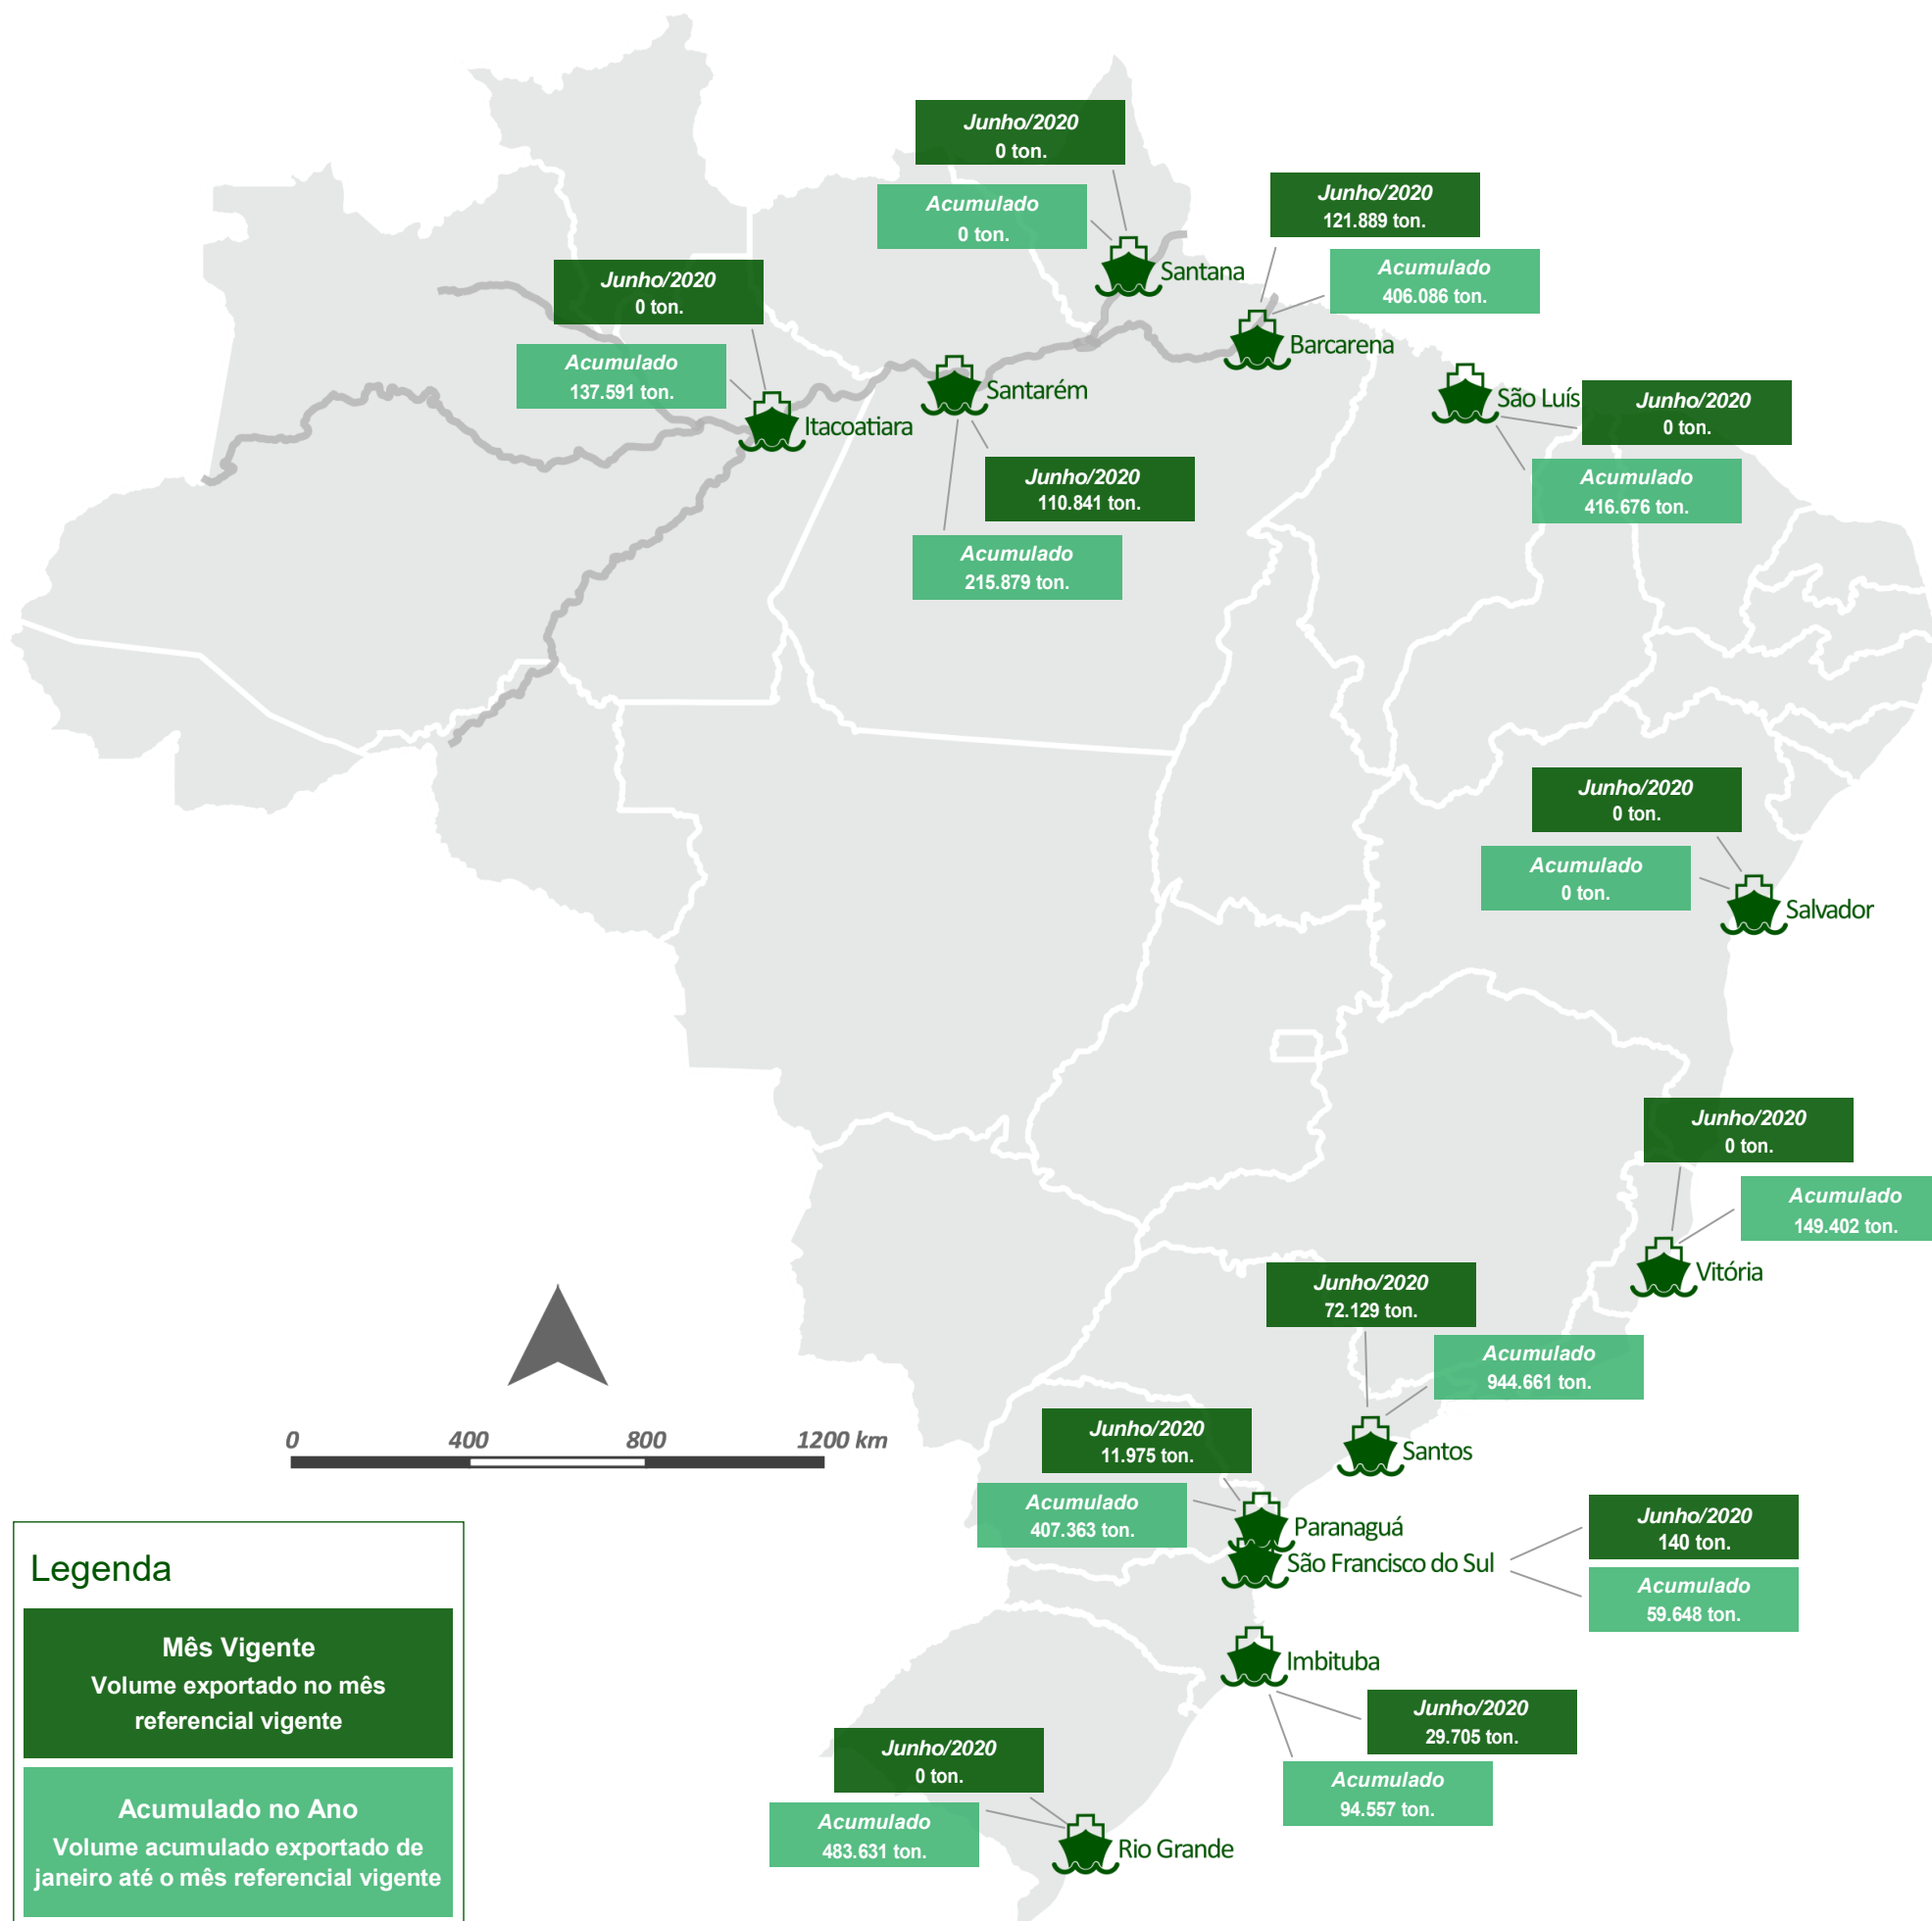 Junho/2020
0 ton.
Acumulado
0 ton.
Santana
Junho/2020
121.889 ton.
Acumulado
406.086 ton.
Barcarena
Junho/2020
0 ton.
Acumulado
137.591 ton.
Itacoatiara
Santarém
Junho/2020
110.841 ton.
Acumulado
215.879 ton.
São Luís
Junho/2020
0 ton.
Acumulado
416.676 ton.
Junho/2020
0 ton.
Acumulado
0 ton.
Salvador
Junho/2020
0 ton.
Acumulado
149.402 ton.
Vitória
Junho/2020
72.129 ton.
Acumulado
944.661 ton.
Santos
Junho/2020
11.975 ton.
Acumulado
407.363 ton.
Paranaguá
São Francisco do Sul
Junho/2020
140 ton.
Acumulado
59.648 ton.
Imbituba
Junho/2020
29.705 ton.
Acumulado
94.557 ton.
Junho/2020
0 ton.
Acumulado
483.631 ton.
Rio Grande
0 400 800 1200 km
Legenda
Mês Vigente
Volume exportado no mês
referencial vigente
Acumulado no Ano
Volume acumulado exportado de
janeiro até o mês referencial vigente